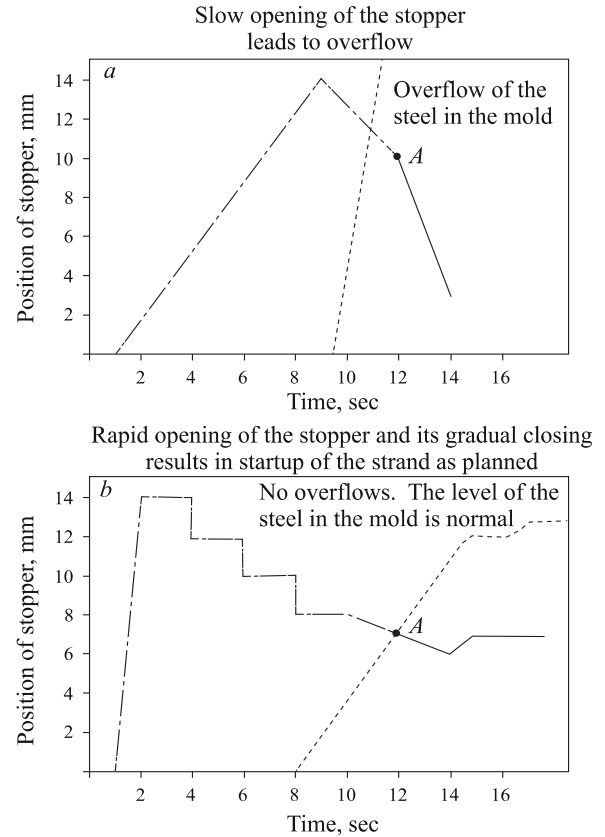 Slow opening of the stopper
leads to overflow
a
Overflow of the
steel in the mold
A
Position of stopper, mm
14
12
10
8
6
4
2
2 4 6 8 10 12 14 16
Time, sec
Rapid opening of the stopper and its gradual closing
results in startup of the strand as planned
b
No overflows. The level of the
steel in the mold is normal
A
Position of stopper, mm
14
12
10
8
6
4
2
2 4 6 8 10 12 14 16
Time, sec